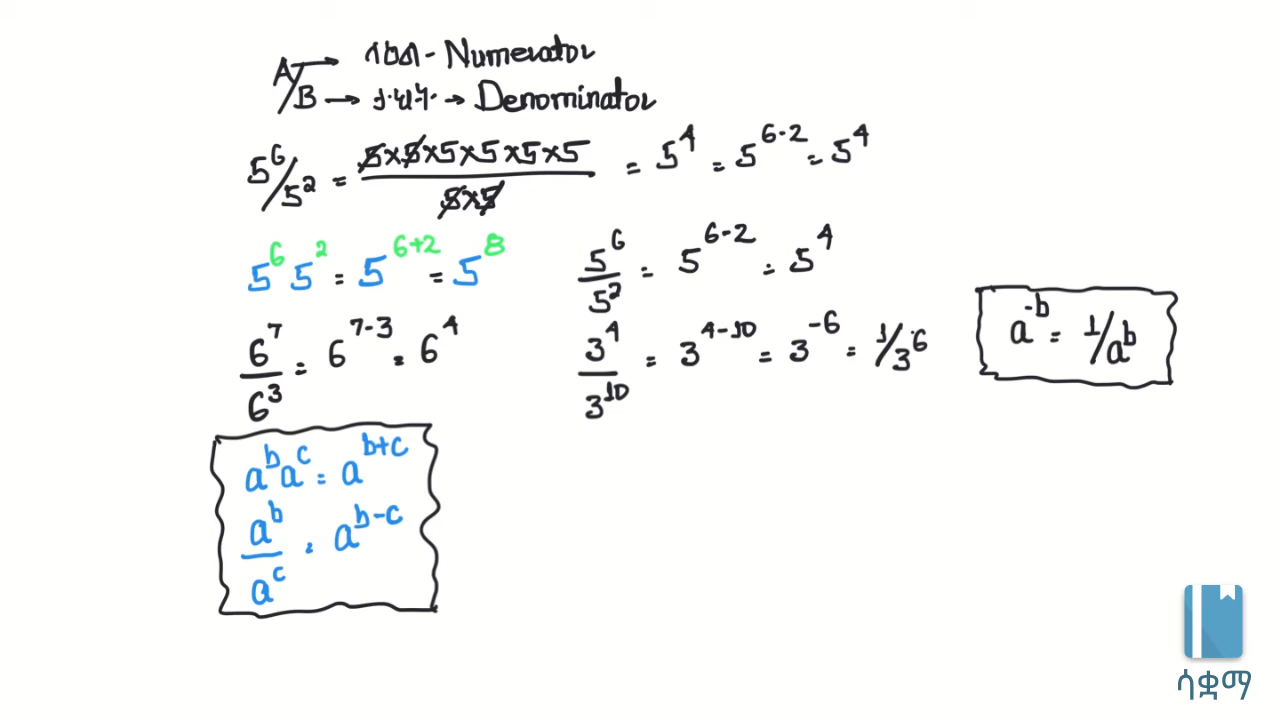 A/B → ላዕላይ - Numerator
→ ታሕታይ → Denominator
5^6/5^2 = (5×5×5×5×5×5)/(5×5) = 5^4 = 5^(6-2) = 5^4
5^6 5^2 = 5^(6+2) = 5^8
5^6/5^2 = 5^(6-2) = 5^4
6^7/6^3 = 6^(7-3) = 6^4
3^4/3^10 = 3^(4-10) = 3^-6 = 1/3^6
a^-b = 1/a^b
a^b a^c = a^(b+c)
a^b/a^c = a^(b-c)
ሳቋማ